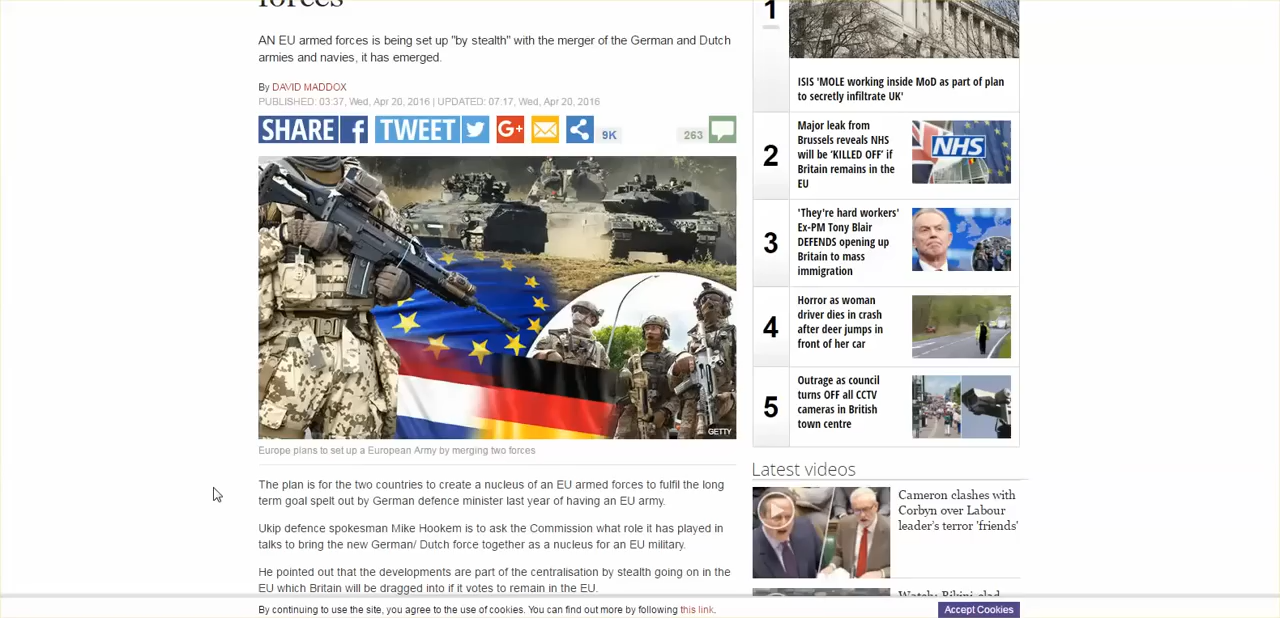 forces
AN EU armed forces is being set up "by stealth" with the merger of the German and Dutch
armies and navies, it has emerged.
By DAVID MADDOX
PUBLISHED: 03:37, Wed, Apr 20, 2016 | UPDATED: 07:17, Wed, Apr 20, 2016
SHARE f TWEET G+ 9K 263
GETTY
Europe plans to set up a European Army by merging two forces
The plan is for the two countries to create a nucleus of an EU armed forces to fulfil the long
term goal spelt out by German defence minister last year of having an EU army.
Ukip defence spokesman Mike Hookem is to ask the Commission what role it has played in
talks to bring the new German/ Dutch force together as a nucleus for an EU military.
He pointed out that the developments are part of the centralisation by stealth going on in the
EU which Britain will be dragged into if it votes to remain in the EU.
1
ISIS 'MOLE working inside MoD as part of plan
to secretly infiltrate UK'
2
Major leak from
Brussels reveals NHS
will be 'KILLED OFF' if
Britain remains in the
EU
NHS
3
'They're hard workers'
Ex-PM Tony Blair
DEFENDS opening up
Britain to mass
immigration
4
Horror as woman
driver dies in crash
after deer jumps in
front of her car
5
Outrage as council
turns OFF all CCTV
cameras in British
town centre
Latest videos
Cameron clashes with
Corbyn over Labour
leader's terror 'friends'
Watch: Bikini-clad
By continuing to use the site, you agree to the use of cookies. You can find out more by following this link.
Accept Cookies